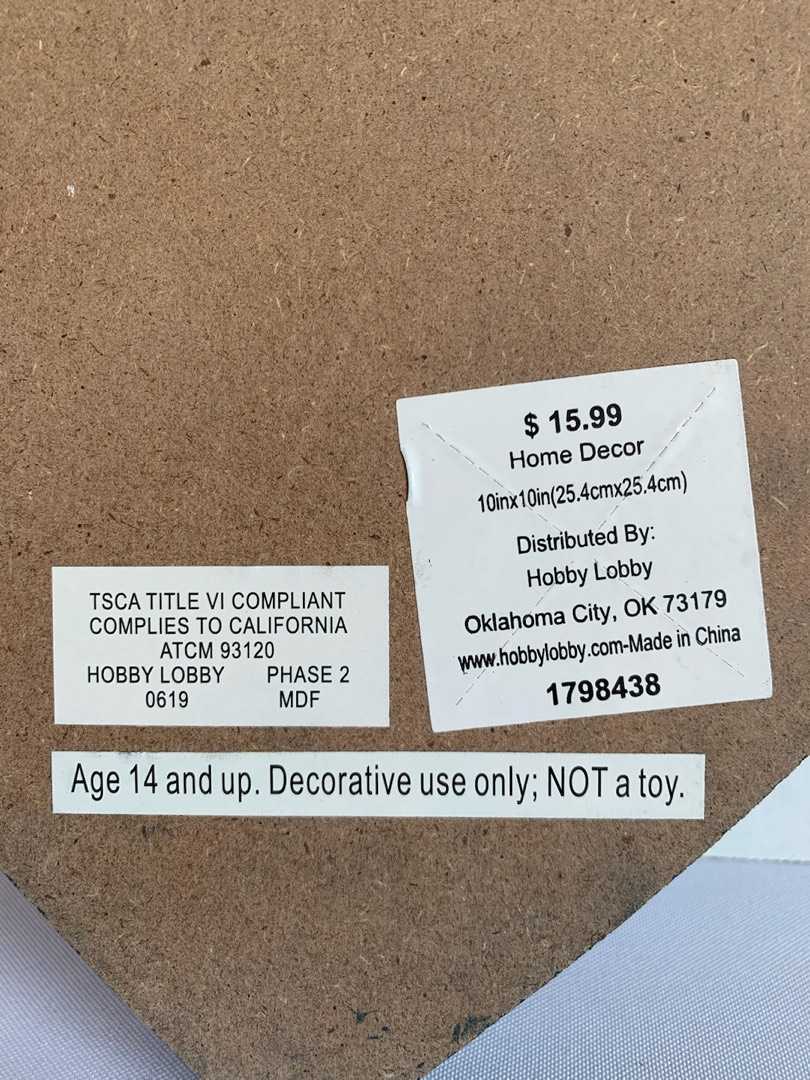 $ 15.99
Home Decor
10inx10in(25.4cmx25.4cm)
Distributed By:
Hobby Lobby
Oklahoma City, OK 73179
www.hobbylobby.com-Made in China
1798438
TSCA TITLE VI COMPLIANT
COMPLIES TO CALIFORNIA
ATCM 93120
HOBBY LOBBY PHASE 2
0619 MDF
Age 14 and up. Decorative use only; NOT a toy.